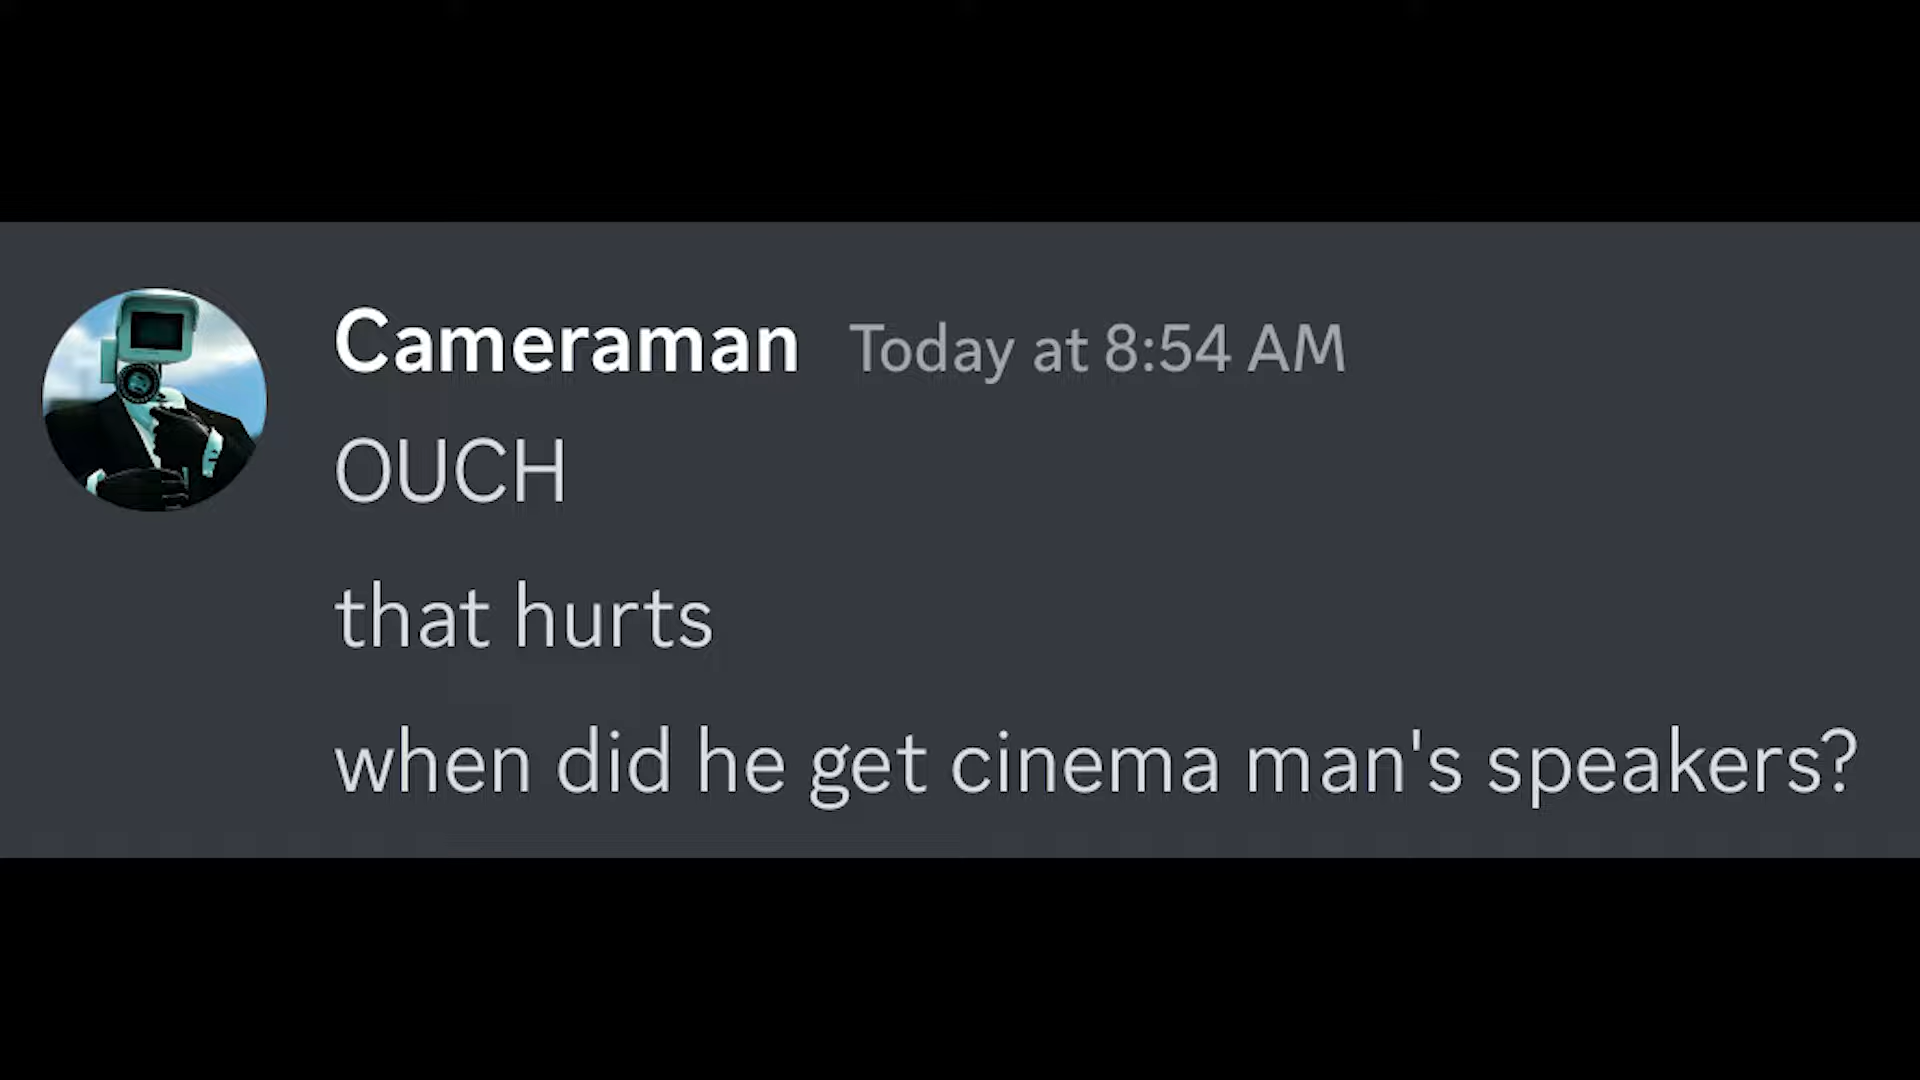 Cameraman Today at 8:54 AM
OUCH
that hurts
when did he get cinema man's speakers?